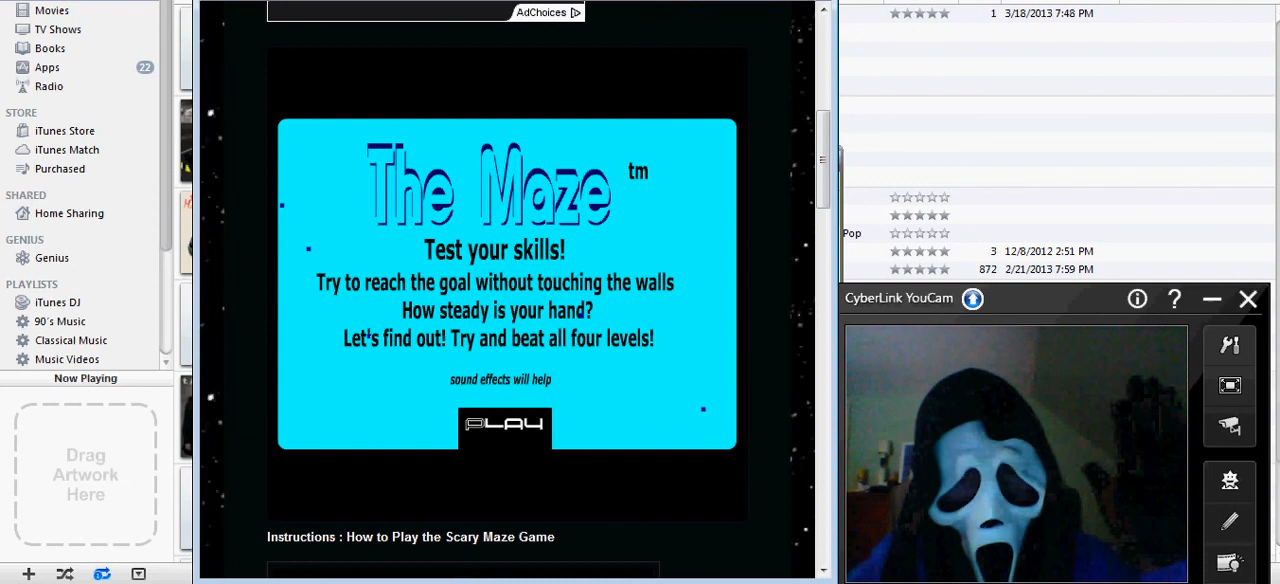 Movies
TV Shows
Books
Apps 22
Radio
STORE
iTunes Store
iTunes Match
Purchased
SHARED
Home Sharing
GENIUS
Genius
PLAYLISTS
iTunes DJ
90's Music
Classical Music
Music Videos
Now Playing
Drag
Artwork
Here
AdChoices
The Maze tm
Test your skills!
Try to reach the goal without touching the walls
How steady is your hand?
Let's find out! Try and beat all four levels!
sound effects will help
PLAY
Instructions : How to Play the Scary Maze Game
1 3/18/2013 7:48 PM
Pop
3 12/8/2012 2:51 PM
872 2/21/2013 7:59 PM
CyberLink YouCam